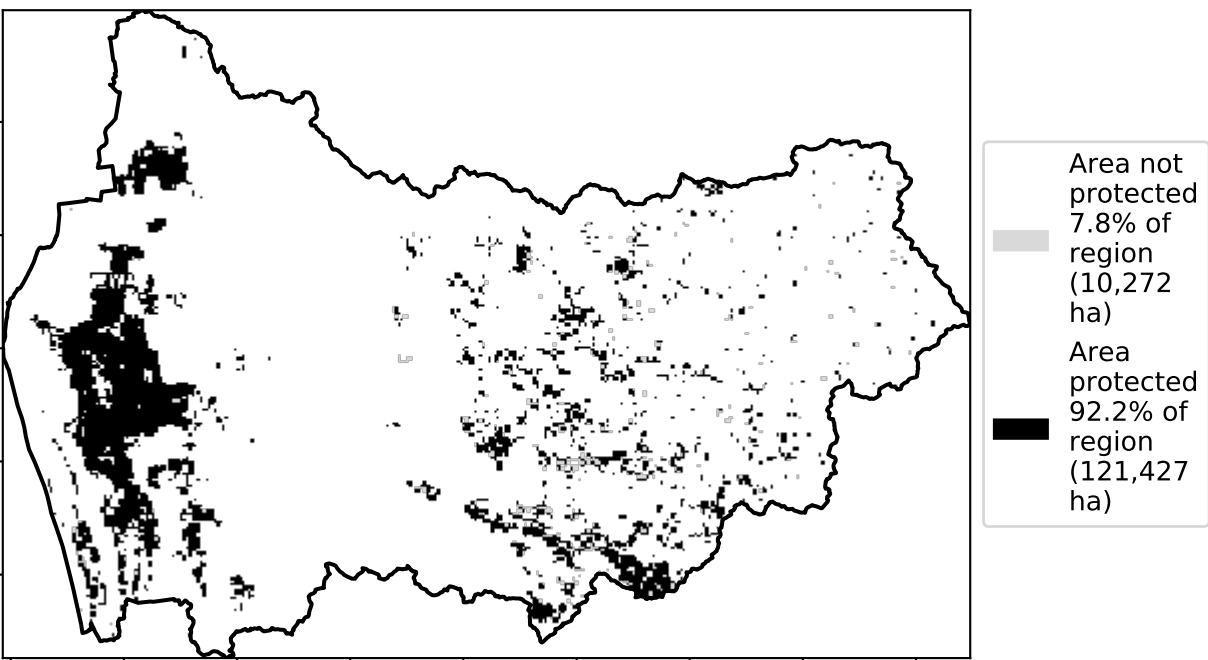 Area not
protected
7.8% of
region
(10,272
ha)
Area
protected
92.2% of
region
(121,427
ha)